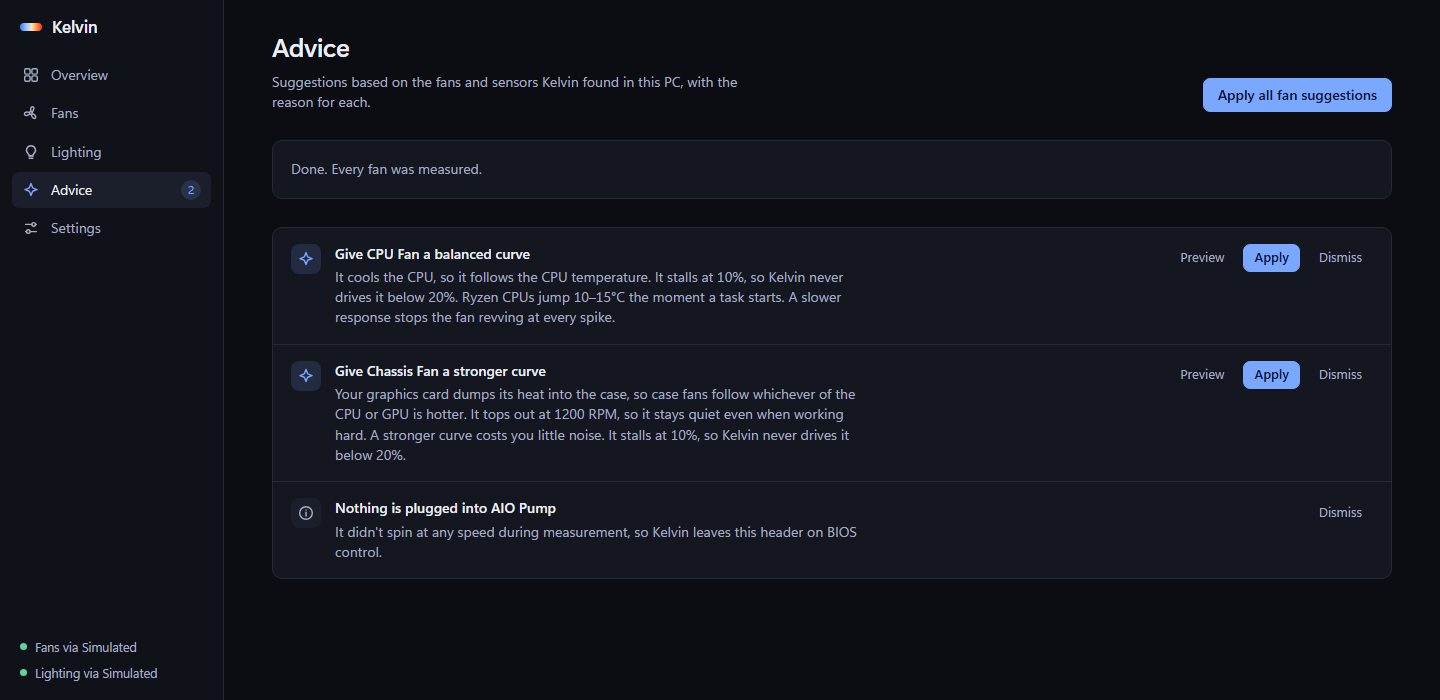 Kelvin
Overview
Fans
Lighting
Advice
2
Settings
Fans via Simulated
Lighting via Simulated
Advice
Suggestions based on the fans and sensors Kelvin found in this PC, with the
reason for each.
Apply all fan suggestions
Done. Every fan was measured.
Give CPU Fan a balanced curve
It cools the CPU, so it follows the CPU temperature. It stalls at 10%, so Kelvin never
drives it below 20%. Ryzen CPUs jump 10–15°C the moment a task starts. A slower
response stops the fan revving at every spike.
Preview
Apply
Dismiss
Give Chassis Fan a stronger curve
Your graphics card dumps its heat into the case, so case fans follow whichever of the
CPU or GPU is hotter. It tops out at 1200 RPM, so it stays quiet even when working
hard. A stronger curve costs you little noise. It stalls at 10%, so Kelvin never drives it
below 20%.
Preview
Apply
Dismiss
Nothing is plugged into AIO Pump
It didn't spin at any speed during measurement, so Kelvin leaves this header on BIOS
control.
Dismiss